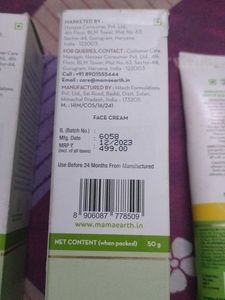 MARKETED BY :
Honasa Consumer Pvt. Ltd.,
4th Floor, BLM Tower, Plot No. 63,
Sector-44, Gurugram, Haryana,
India - 122003
FOR QUERIES, CONTACT : Customer Care
Manager, Honasa Consumer Pvt. Ltd., 4th
Floor, BLM Tower, Plot No. 63, Sector-44,
Gurugram, Haryana, India - 122003
Call : +91 8901555444
Email : care@mamaearth.in
MANUFACTURED BY : Hitech Formulations
Pvt. Ltd., Sai Road, Baddi, Distt. Solan,
Himachal Pradesh, India - 173205
M. L. : HIM/COS/16/241
FACE CREAM
B. (Batch No.) 605B
Manufactured 12/2023
MRP ₹ 499.00
(incl. of all taxes)
Use Before 24 Months From Manufactured
8 906087 778509
www.mamaearth.in
NET CONTENT (when packed) 50 g